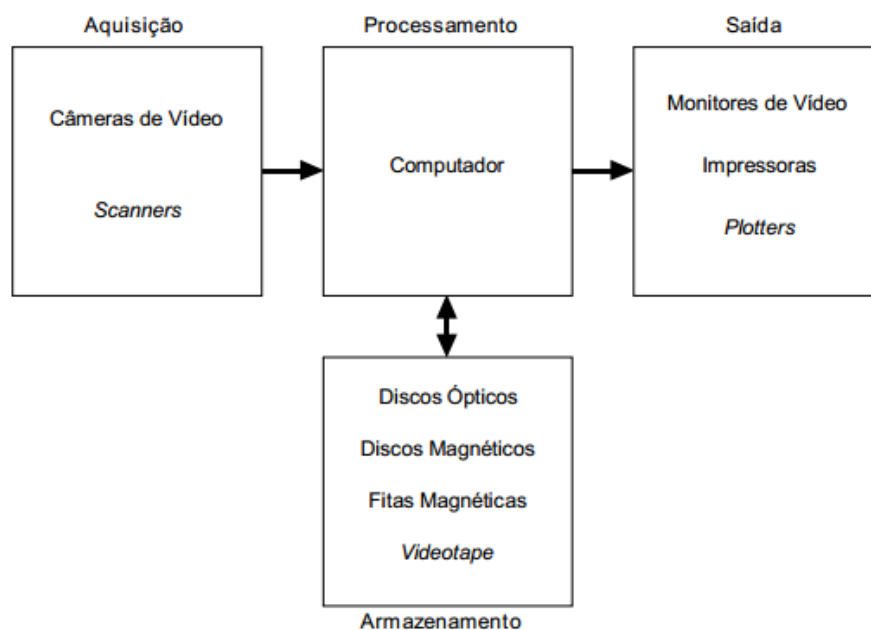 Aquisição
Processamento
Saída
Câmeras de Vídeo
Scanners
Computador
Monitores de Vídeo
Impressoras
Plotters
Discos Ópticos
Discos Magnéticos
Fitas Magnéticas
Videotape
Armazenamento